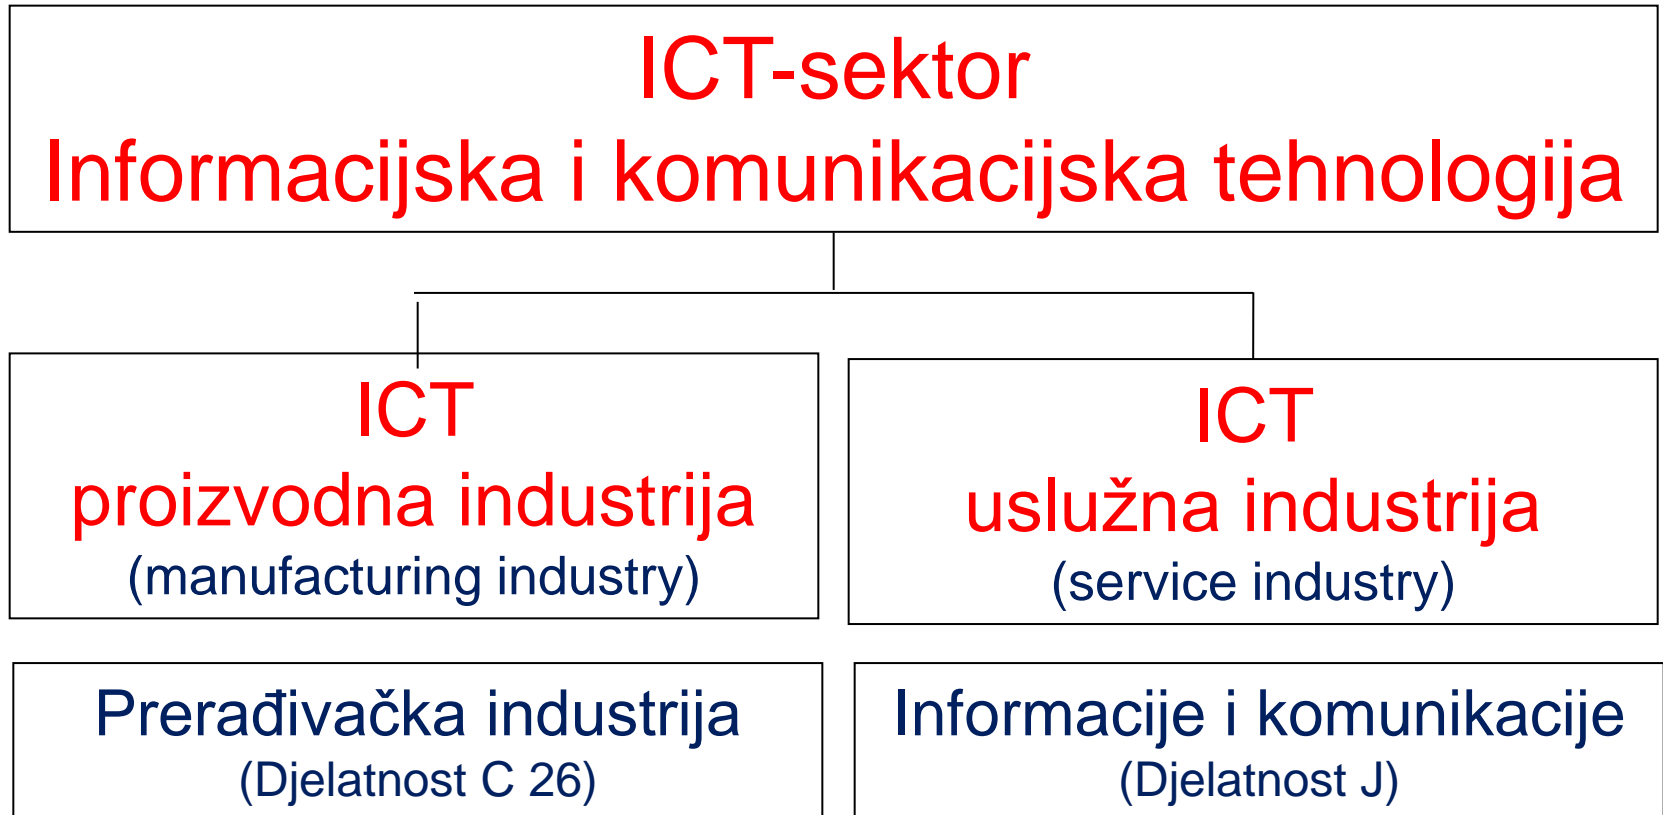 ICT-sektor
Informacijska i komunikacijska tehnologija
ICT
proizvodna industrija
(manufacturing industry)
ICT
uslužna industrija
(service industry)
Prerađivačka industrija
(Djelatnost C 26)
Informacije i komunikacije
(Djelatnost J)